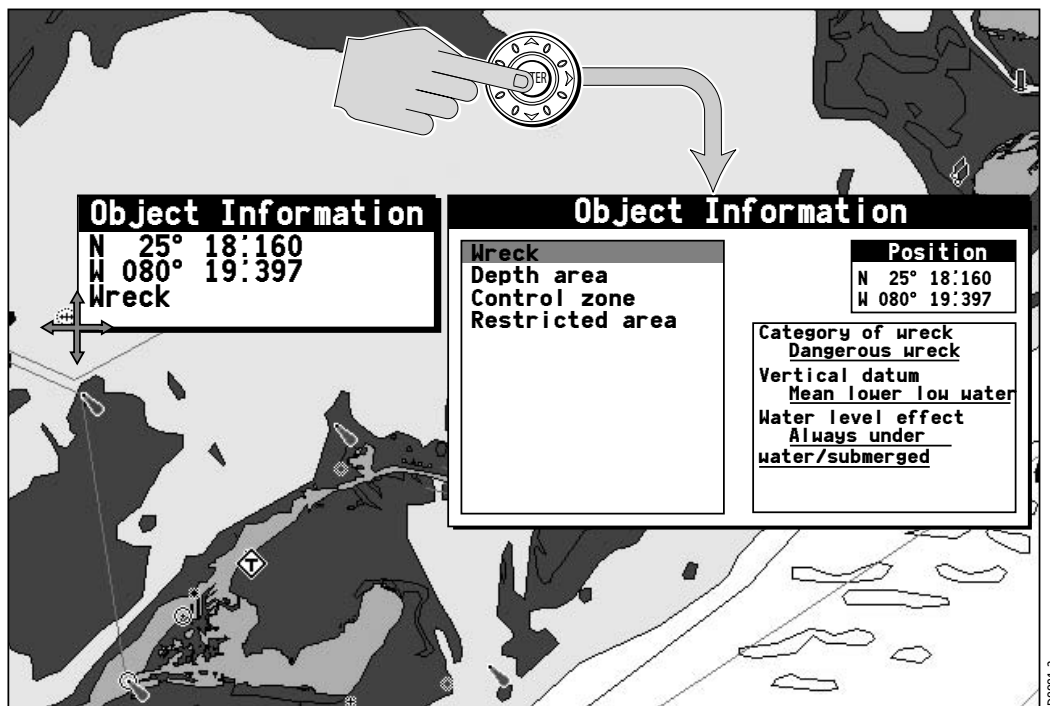 TER
Object Information
N 25° 18.'160
W 080° 19.'397
Wreck
Object Information
Wreck
Depth area
Control zone
Restricted area
Position
N 25° 18.'160
W 080° 19.'397
Category of wreck
Dangerous wreck
Vertical datum
Mean lower low water
Water level effect
Always under
water/submerged
T